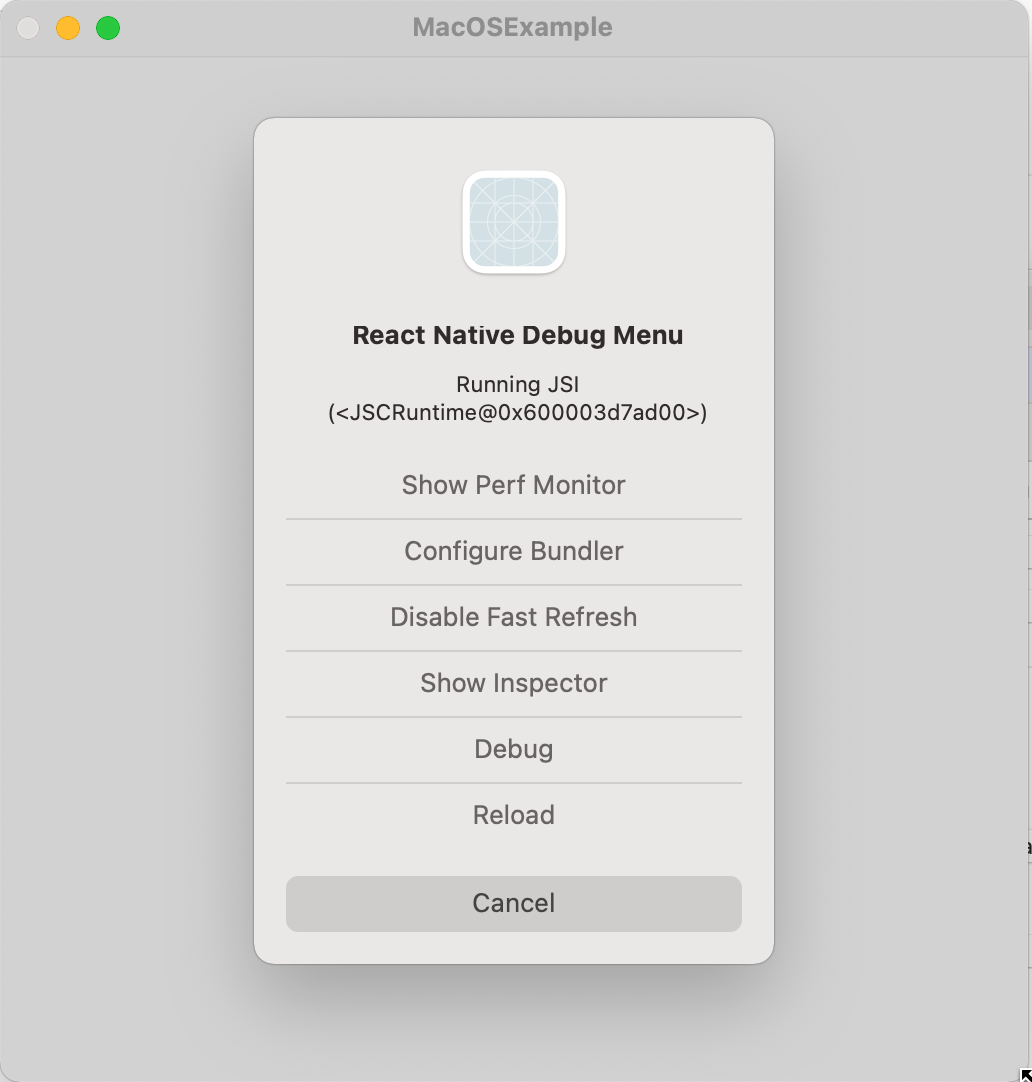 MacOSExample
React Native Debug Menu
Running JSI
(<JSCRuntime@0x600003d7ad00>)
Show Perf Monitor
Configure Bundler
Disable Fast Refresh
Show Inspector
Debug
Reload
Cancel